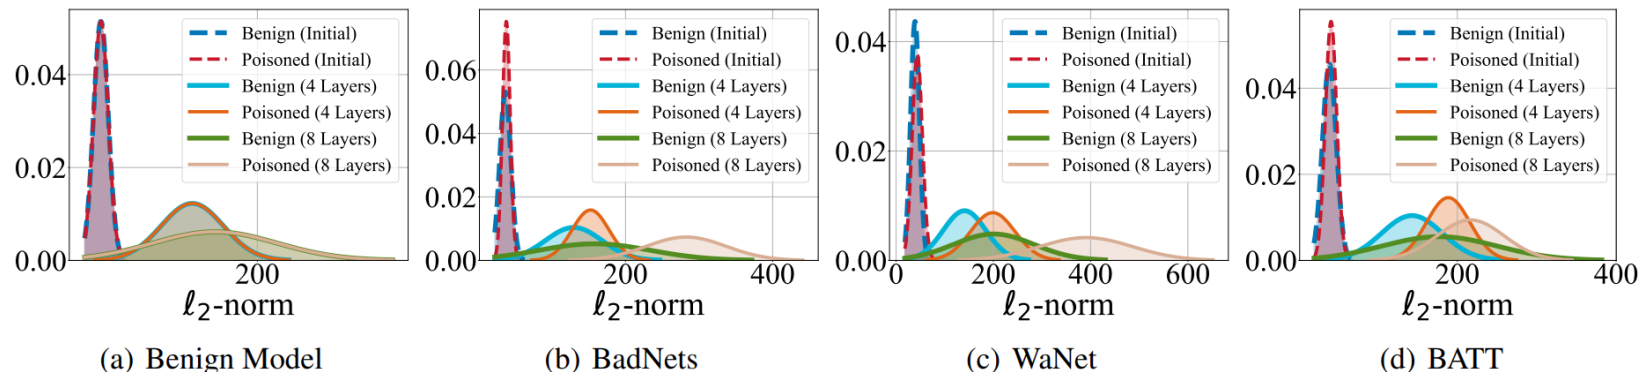 0.04
0.02
0.00
200
Benign (Initial)
Poisoned (Initial)
Benign (4 Layers)
Poisoned (4 Layers)
Benign (8 Layers)
Poisoned (8 Layers)
ℓ2-norm
(a) Benign Model
0.06
0.04
0.02
0.00
200
400
Benign (Initial)
Poisoned (Initial)
Benign (4 Layers)
Poisoned (4 Layers)
Benign (8 Layers)
Poisoned (8 Layers)
ℓ2-norm
(b) BadNets
0.04
0.02
0.00
0
200
400
600
Benign (Initial)
Poisoned (Initial)
Benign (4 Layers)
Poisoned (4 Layers)
Benign (8 Layers)
Poisoned (8 Layers)
ℓ2-norm
(c) WaNet
0.04
0.02
0.00
200
400
Benign (Initial)
Poisoned (Initial)
Benign (4 Layers)
Poisoned (4 Layers)
Benign (8 Layers)
Poisoned (8 Layers)
ℓ2-norm
(d) BATT